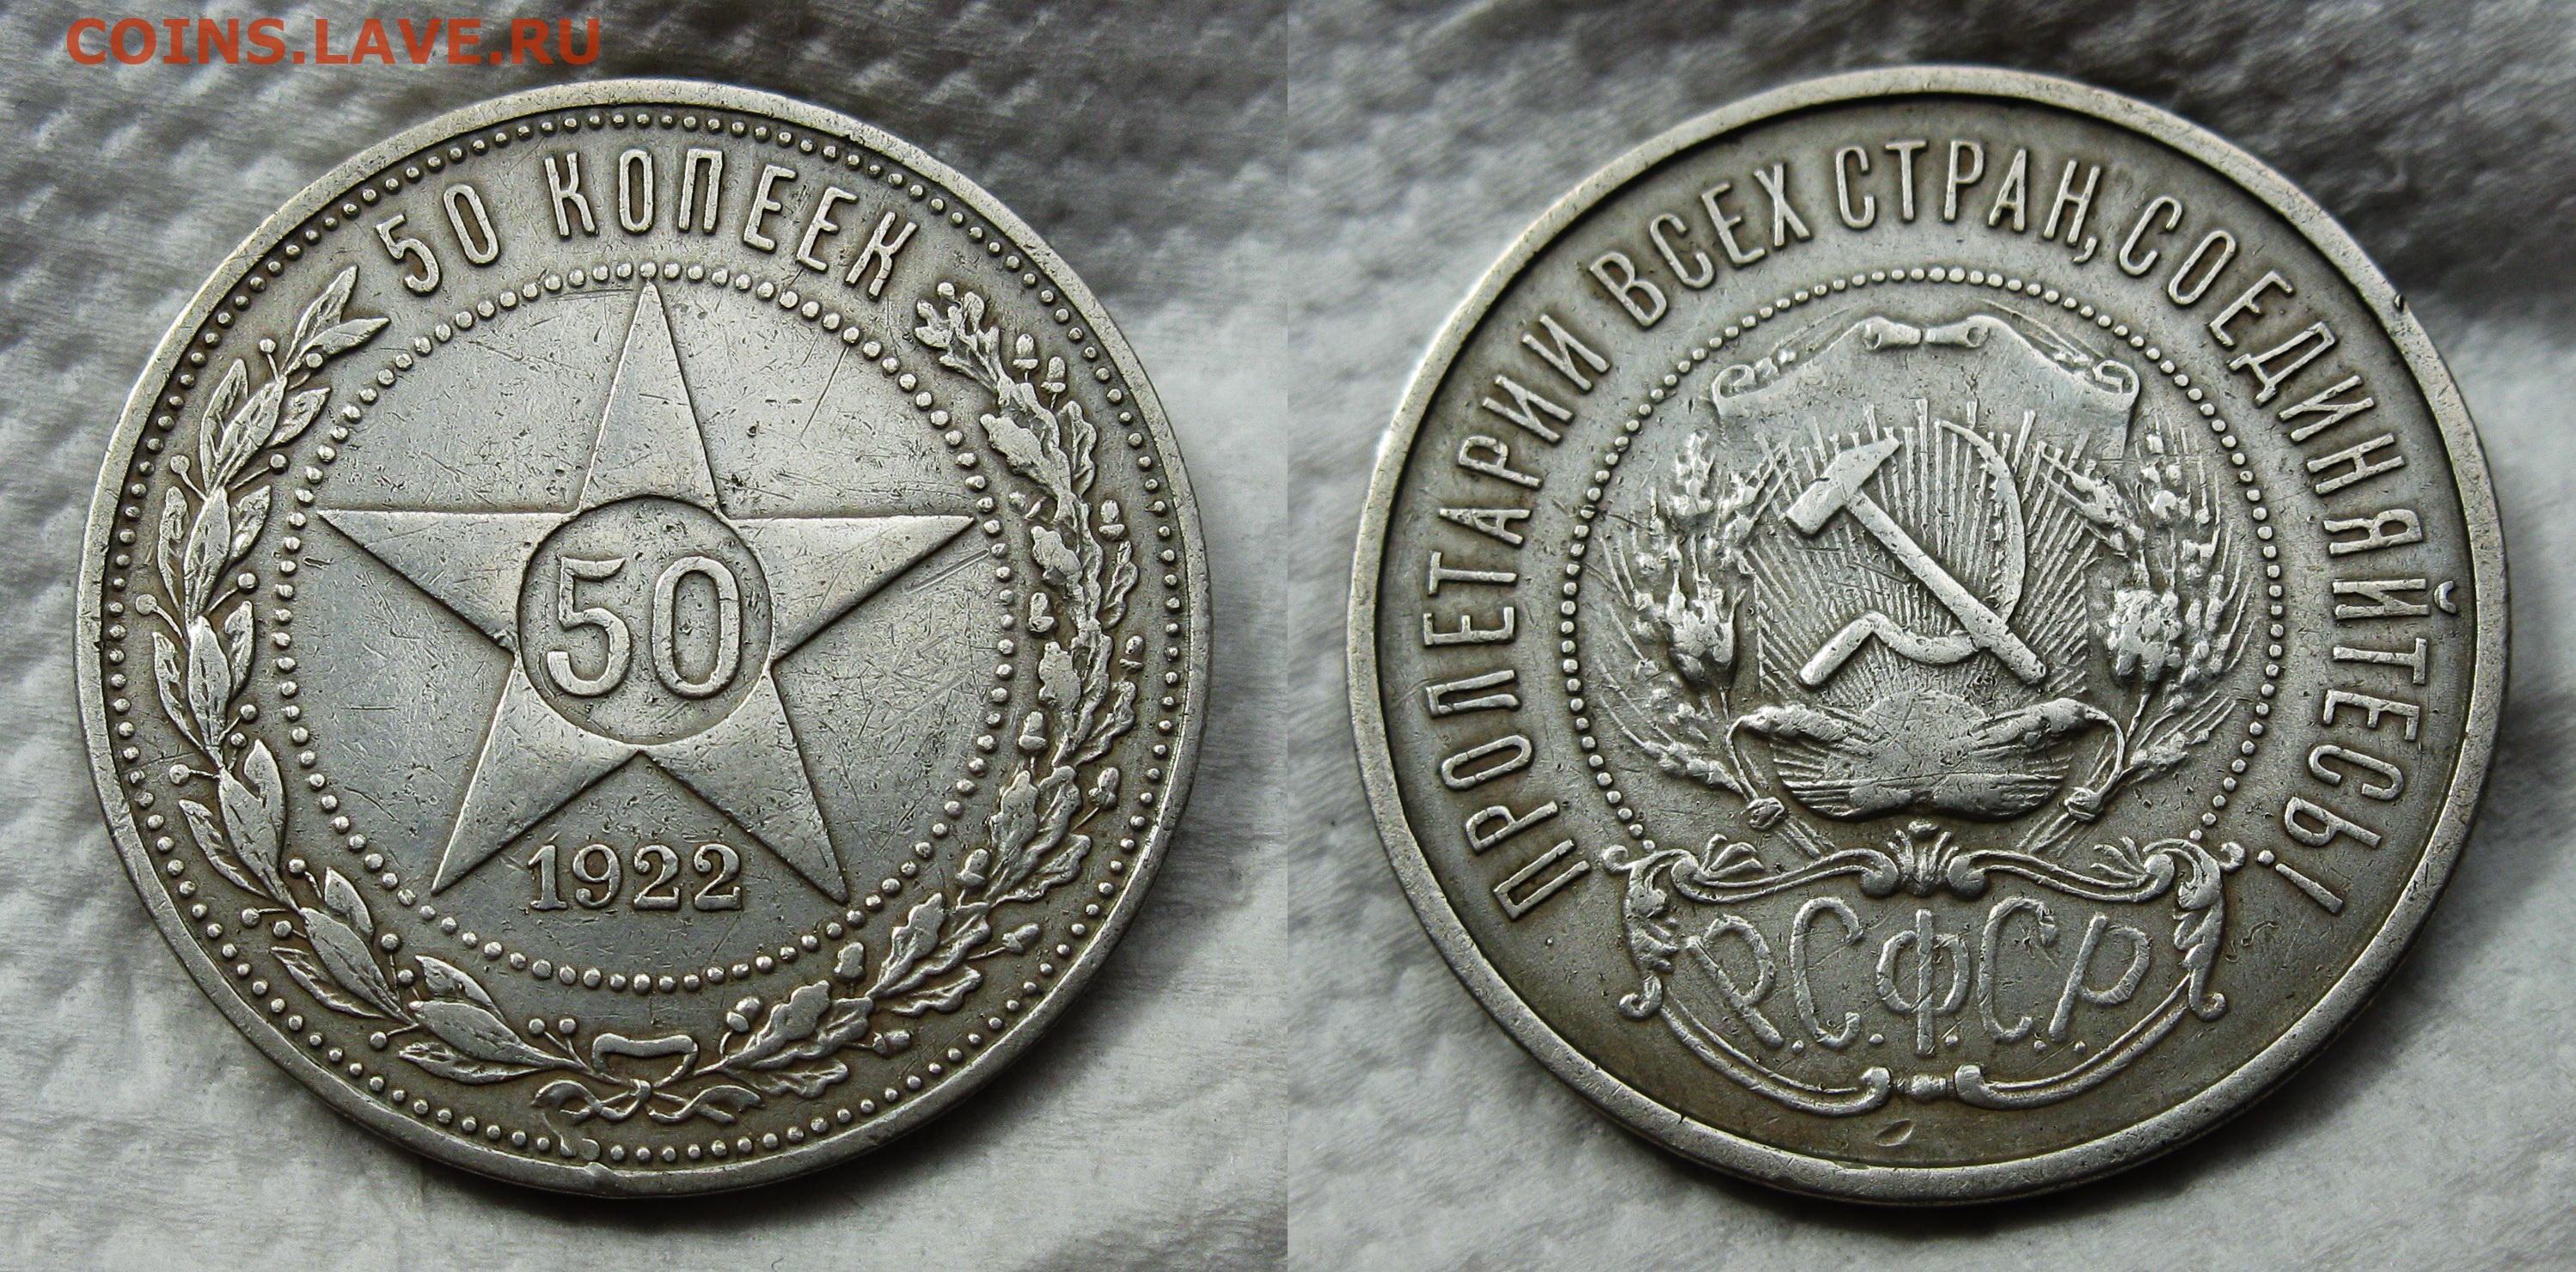 COINS.LAVE.RU
50 КОПЕЕК
50
1922
ПРОЛЕТАРИИ ВСЕХ СТРАН, СОЕДИНЯЙТЕСЬ!
Р.С.Ф.С.Р.